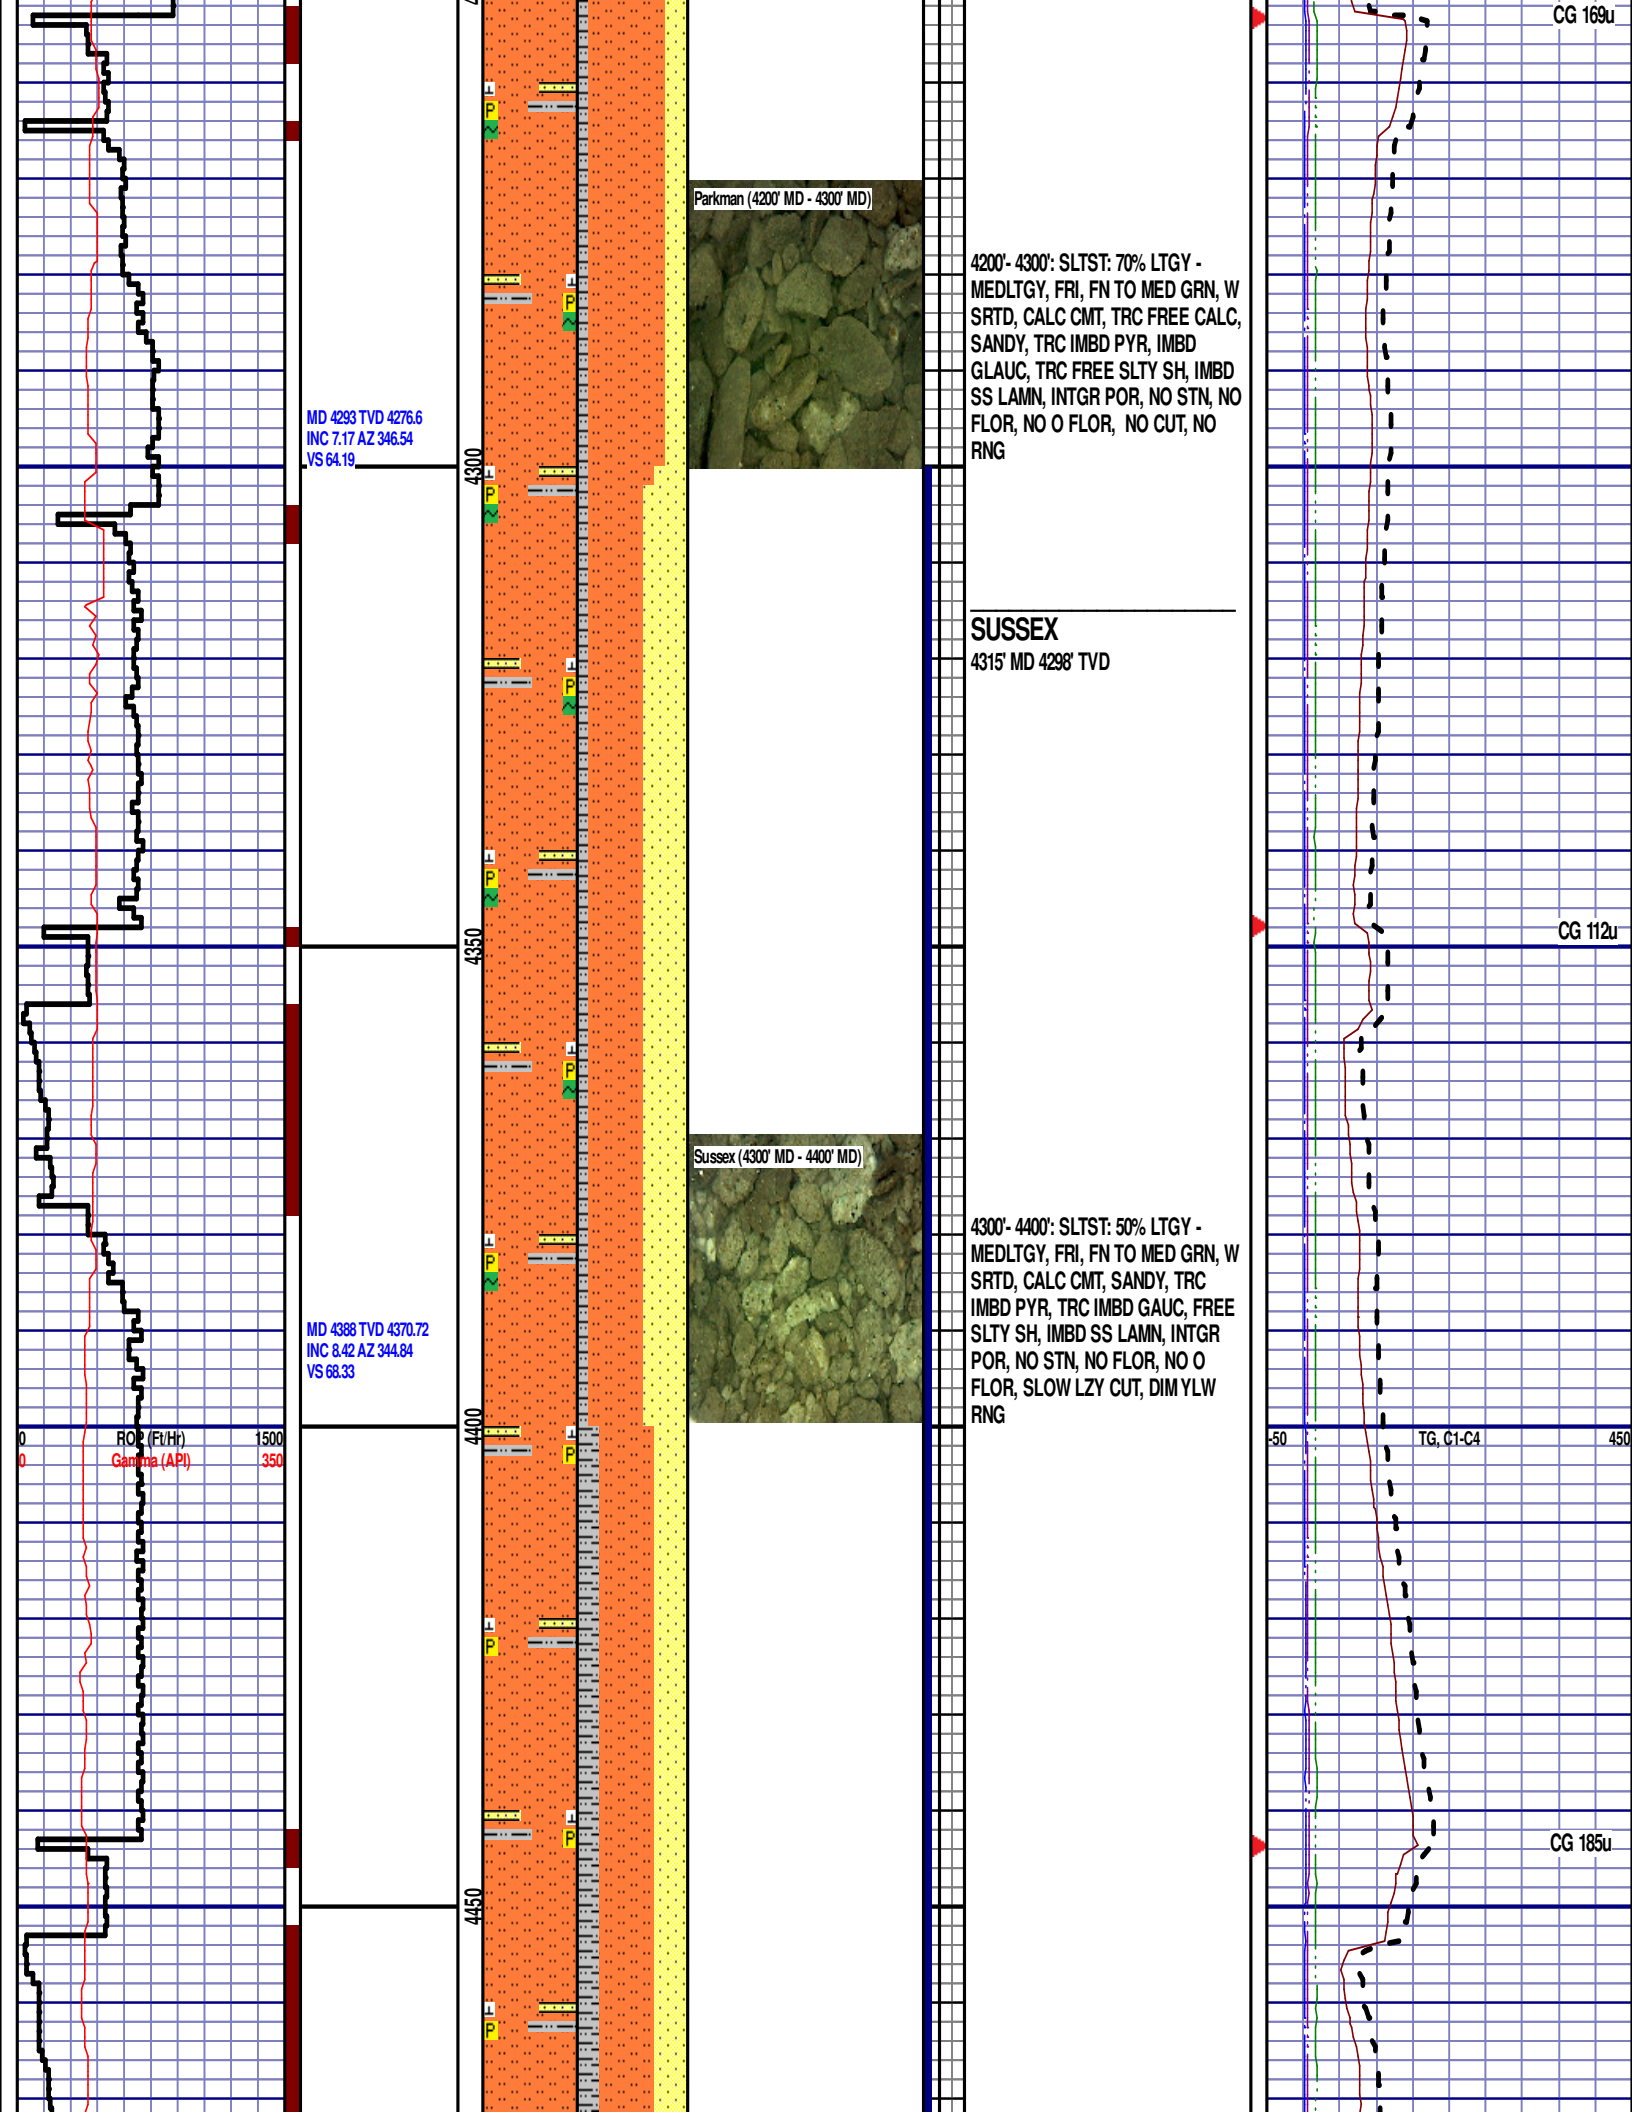 CG 169u
Parkman (4200' MD - 4300' MD)
4200'- 4300': SLTST: 70% LTGY -
MEDLTGY, FRI, FN TO MED GRN, W
SRTD, CALC CMT, TRC FREE CALC,
SANDY, TRC IMBD PYR, IMBD
GLAUC, TRC FREE SLTY SH, IMBD
SS LAMN, INTGR POR, NO STN, NO
FLOR, NO O FLOR, NO CUT, NO
RNG
MD 4293 TVD 4276.6
INC 7.17 AZ 346.54
VS 64.19
4300
SUSSEX
4315' MD 4298' TVD
CG 112u
4350
Sussex (4300' MD - 4400' MD)
4300'- 4400': SLTST: 50% LTGY -
MEDLTGY, FRI, FN TO MED GRN, W
SRTD, CALC CMT, SANDY, TRC
IMBD PYR, TRC IMBD GAUC, FREE
SLTY SH, IMBD SS LAMN, INTGR
POR, NO STN, NO FLOR, NO O
FLOR, SLOW LZY CUT, DIM YLW
RNG
MD 4388 TVD 4370.72
INC 8.42 AZ 344.84
VS 68.33
4400
0 ROP (Ft/Hr) 1500
0 Gamma (API) 350
-50 TG, C1-C4 450
CG 185u
4450
P
P
P
P
P
P
P
P
P
P
P